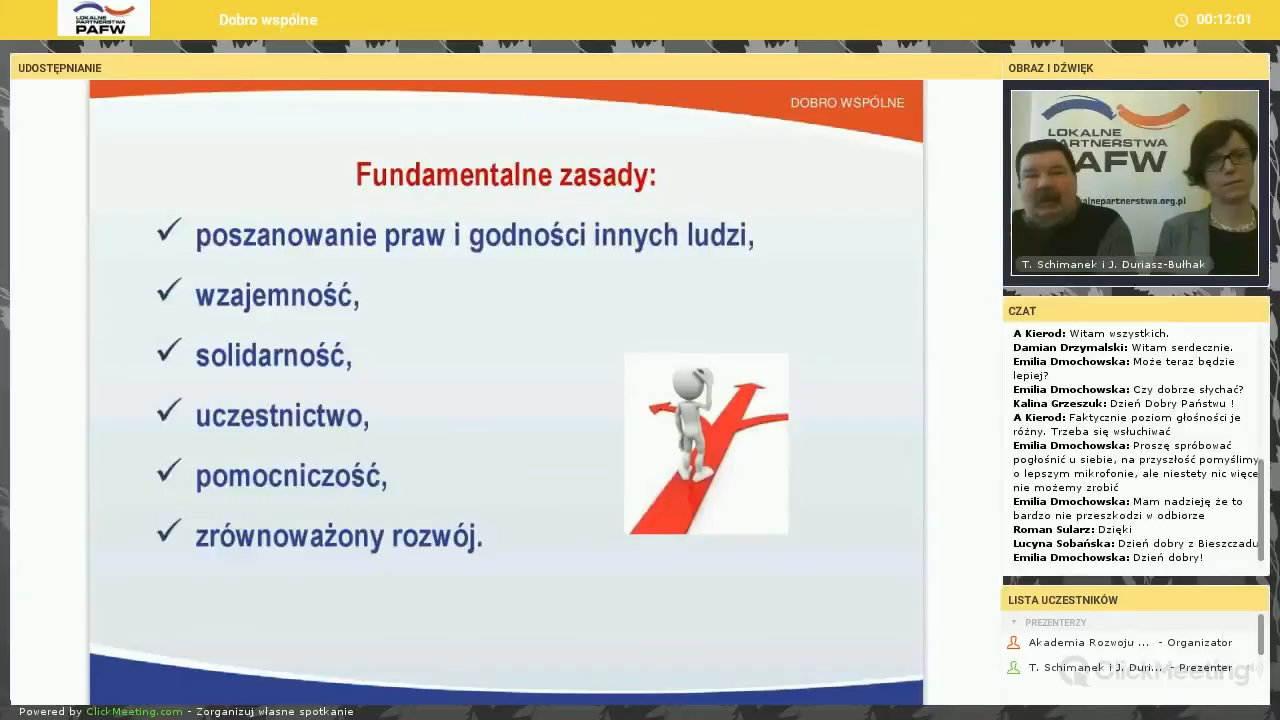 LOKALNE
PARTNERSTWA
PAFW
Dobro wspólne
00:12:01
UDOSTĘPNIANIE
DOBRO WSPÓLNE
Fundamentalne zasady:
✓ poszanowanie praw i godności innych ludzi,
✓ wzajemność,
✓ solidarność,
✓ uczestnictwo,
✓ pomocniczość,
✓ zrównoważony rozwój.
OBRAZ I DŹWIĘK
LOKALNE
PARTNERSTWA
PAFW
kalnepartnerstwa.org.pl
T. Schimanek i J. Duriasz-Bułhak
CZAT
A Kierod: Witam wszystkich.
Damian Drzymalski: Witam serdecznie.
Emilia Dmochowska: Może teraz będzie
lepiej?
Emilia Dmochowska: Czy dobrze słychać?
Kalina Grzeszuk: Dzień Dobry Państwu !
A Kierod: Faktycznie poziom głośności je
różny. Trzeba się wsłuchiwać
Emilia Dmochowska: Proszę spróbować
pogłośnić u siebie, na przyszłość pomyślimy
o lepszym mikrofonie, ale niestety nic więce
nie możemy zrobić
Emilia Dmochowska: Mam nadzieję że to
bardzo nie przeszkodzi w odbiorze
Roman Sularz: Dzięki
Lucyna Sobańska: Dzień dobry z Bieszczadu
Emilia Dmochowska: Dzień dobry!
LISTA UCZESTNIKÓW
PREZENTERZY
Akademia Rozwoju ... - Organizator
T. Schimanek i J. Duri... - Prezenter
ClickMeeting
Powered by ClickMeeting.com - Zorganizuj własne spotkanie